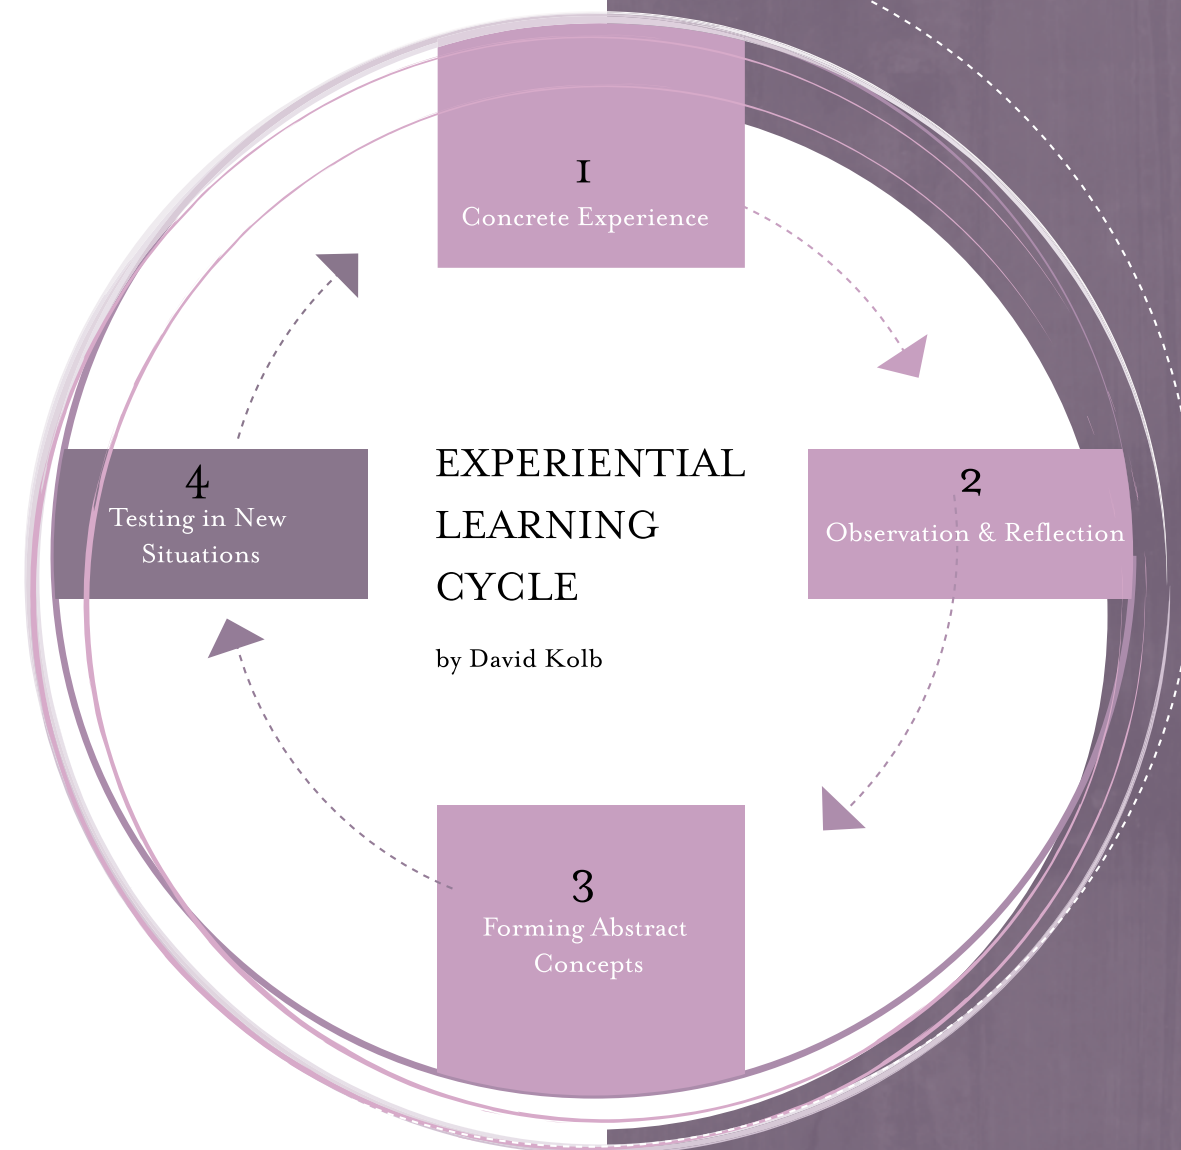 1
Concrete Experience
2
Observation & Reflection
3
Forming Abstract
Concepts
4
Testing in New
Situations
EXPERIENTIAL
LEARNING
CYCLE
by David Kolb